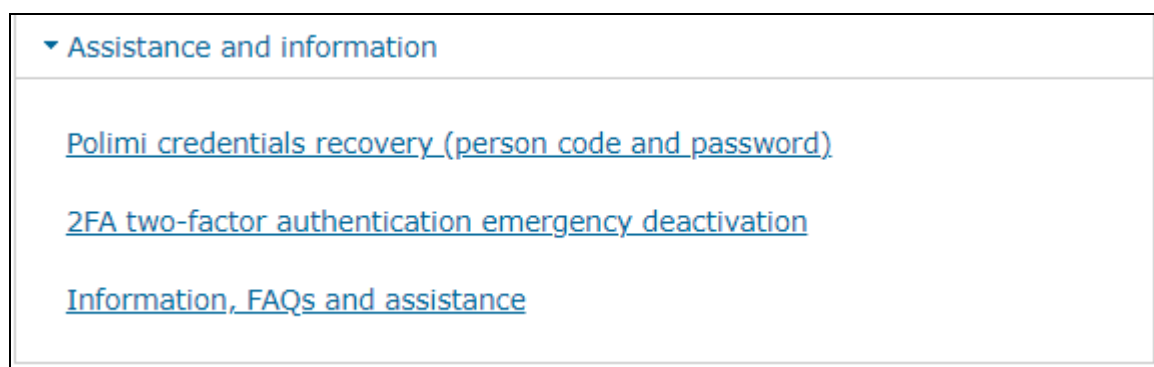 Assistance and information
Polimi credentials recovery (person code and password)
2FA two-factor authentication emergency deactivation
Information, FAQs and assistance